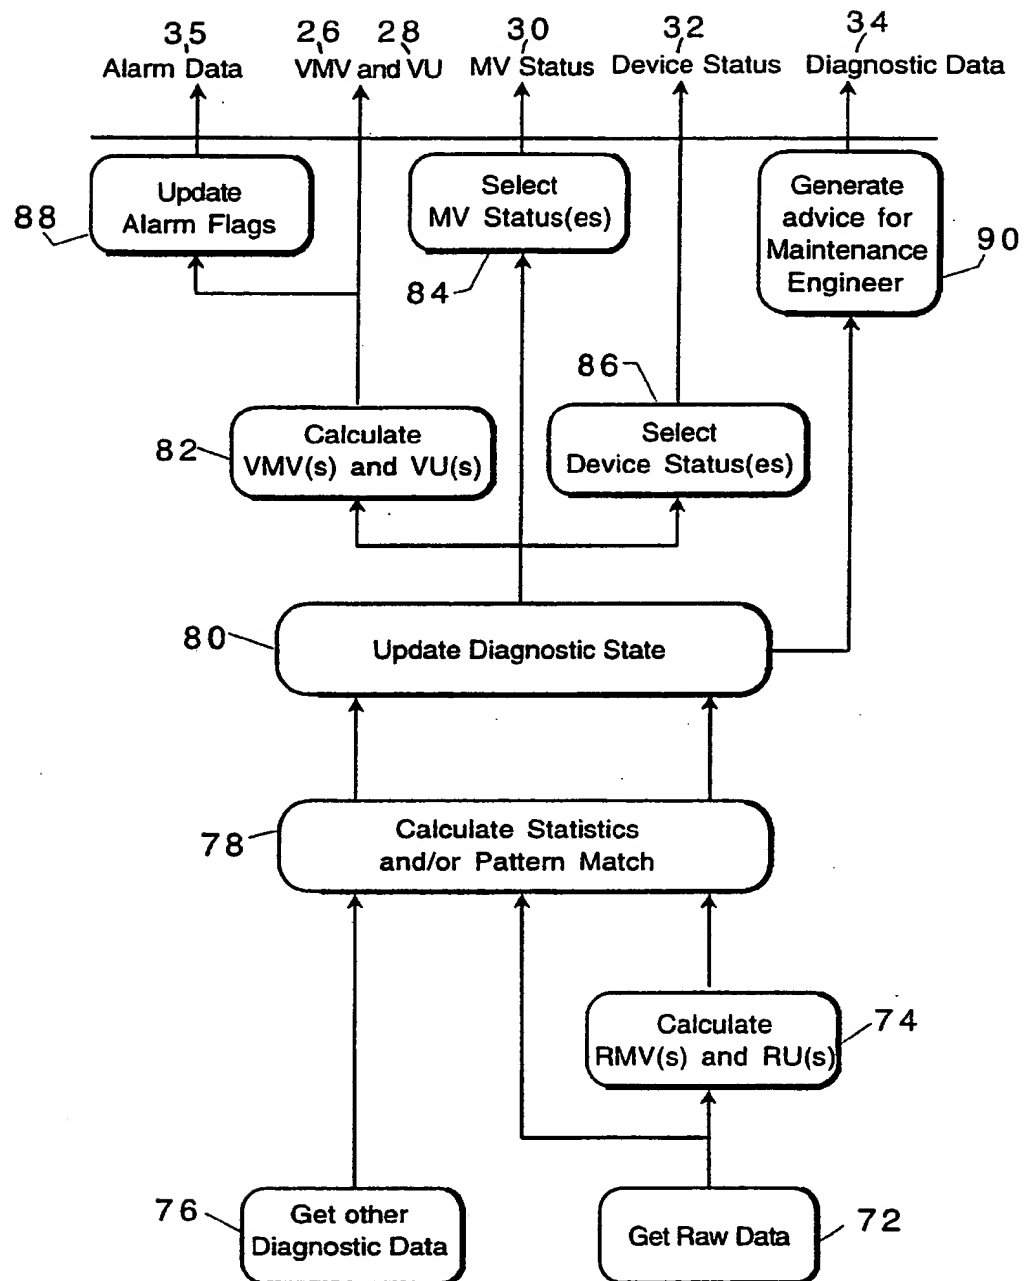 35 26 28 30 32 34
Alarm Data VMV and VU MV Status Device Status Diagnostic Data
Update
Alarm Flags
88
Select
MV Status(es)
84
Generate
advice for
Maintenance
Engineer
90
86
82
Calculate
VMV(s) and VU(s)
Select
Device Status(es)
80
Update Diagnostic State
78
Calculate Statistics
and/or Pattern Match
Calculate
RMV(s) and RU(s)
74
76
Get other
Diagnostic Data
Get Raw Data
72